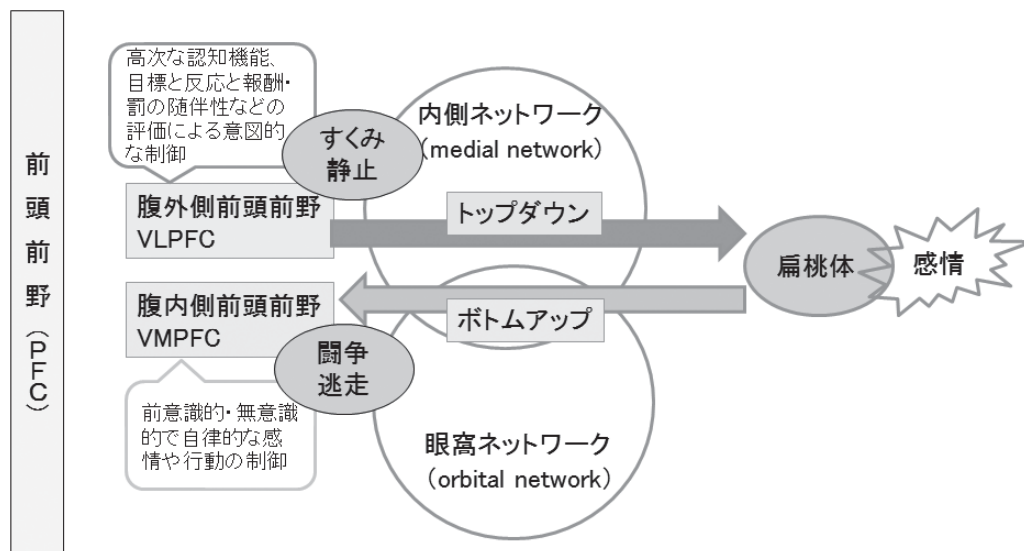 前頭前野(PFC)
高次な認知機能、
目標と反応と報酬・
罰の随伴性などの
評価による意図的
な制御
すくみ
静止
内側ネットワーク
(medial network)
腹外側前頭前野
VLPFC
トップダウン
扁桃体
感情
腹内側前頭前野
VMPFC
ボトムアップ
闘争
逃走
前意識的・無意識
的で自律的な感
情や行動の制御
眼窩ネットワーク
(orbital network)